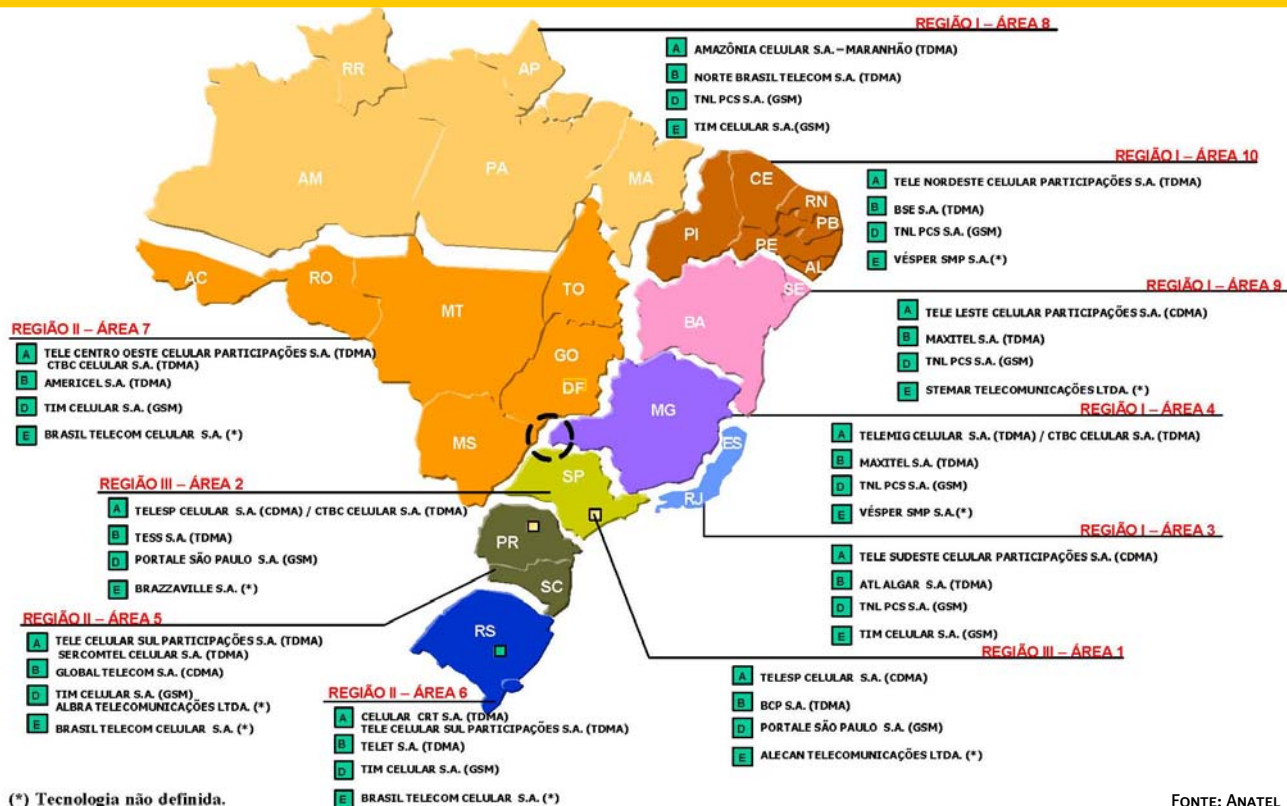 REGIÃO I – ÁREA 8
A AMAZÔNIA CELULAR S.A. – MARANHÃO (TDMA)
B NORTE BRASIL TELECOM S.A. (TDMA)
D TNL PCS S.A. (GSM)
E TIM CELULAR S.A.(GSM)
REGIÃO I – ÁREA 10
A TELE NORDESTE CELULAR PARTICIPAÇÕES S.A. (TDMA)
B BSE S.A. (TDMA)
D TNL PCS S.A. (GSM)
E VÉSPER SMP S.A.(*)
REGIÃO I – ÁREA 9
A TELE LESTE CELULAR PARTICIPAÇÕES S.A. (CDMA)
B MAXITEL S.A. (TDMA)
D TNL PCS S.A. (GSM)
E STEMAR TELECOMUNICAÇÕES LTDA. (*)
REGIÃO I – ÁREA 4
A TELEMIG CELULAR S.A. (TDMA) / CTBC CELULAR S.A. (TDMA)
B MAXITEL S.A. (TDMA)
D TNL PCS S.A. (GSM)
E VÉSPER SMP S.A.(*)
REGIÃO I – ÁREA 3
A TELE SUDESTE CELULAR PARTICIPAÇÕES S.A. (CDMA)
B ATL ALGAR S.A. (TDMA)
D TNL PCS S.A. (GSM)
E TIM CELULAR S.A. (GSM)
REGIÃO III – ÁREA 1
A TELESP CELULAR S.A. (CDMA)
B BCP S.A. (TDMA)
D PORTALE SÃO PAULO S.A. (GSM)
E ALECAN TELECOMUNICAÇÕES LTDA. (*)
REGIÃO II – ÁREA 7
A TELE CENTRO OESTE CELULAR PARTICIPAÇÕES S.A. (TDMA)
CTBC CELULAR S.A. (TDMA)
B AMERICEL S.A. (TDMA)
D TIM CELULAR S.A. (GSM)
E BRASIL TELECOM CELULAR S.A. (*)
REGIÃO III – ÁREA 2
A TELESP CELULAR S.A. (CDMA) / CTBC CELULAR S.A. (TDMA)
B TESS S.A. (TDMA)
D PORTALE SÃO PAULO S.A. (GSM)
E BRAZZAVILLE S.A. (*)
REGIÃO II – ÁREA 5
A TELE CELULAR SUL PARTICIPAÇÕES S.A. (TDMA)
SERCOMTEL CELULAR S.A. (TDMA)
B GLOBAL TELECOM S.A. (CDMA)
D TIM CELULAR S.A. (GSM)
ALBRA TELECOMUNICAÇÕES LTDA. (*)
E BRASIL TELECOM CELULAR S.A. (*)
REGIÃO II – ÁREA 6
A CELULAR CRT S.A. (TDMA)
TELE CELULAR SUL PARTICIPAÇÕES S.A. (TDMA)
B TELET S.A. (TDMA)
D TIM CELULAR S.A. (GSM)
E BRASIL TELECOM CELULAR S.A. (*)
RR
AP
AM
PA
MA
CE
RN
PB
PI
PE
AL
SE
BA
AC
RO
MT
TO
GO
DF
MG
MS
ES
SP
RJ
PR
SC
RS
(*) Tecnologia não definida.
FONTE: ANATEL